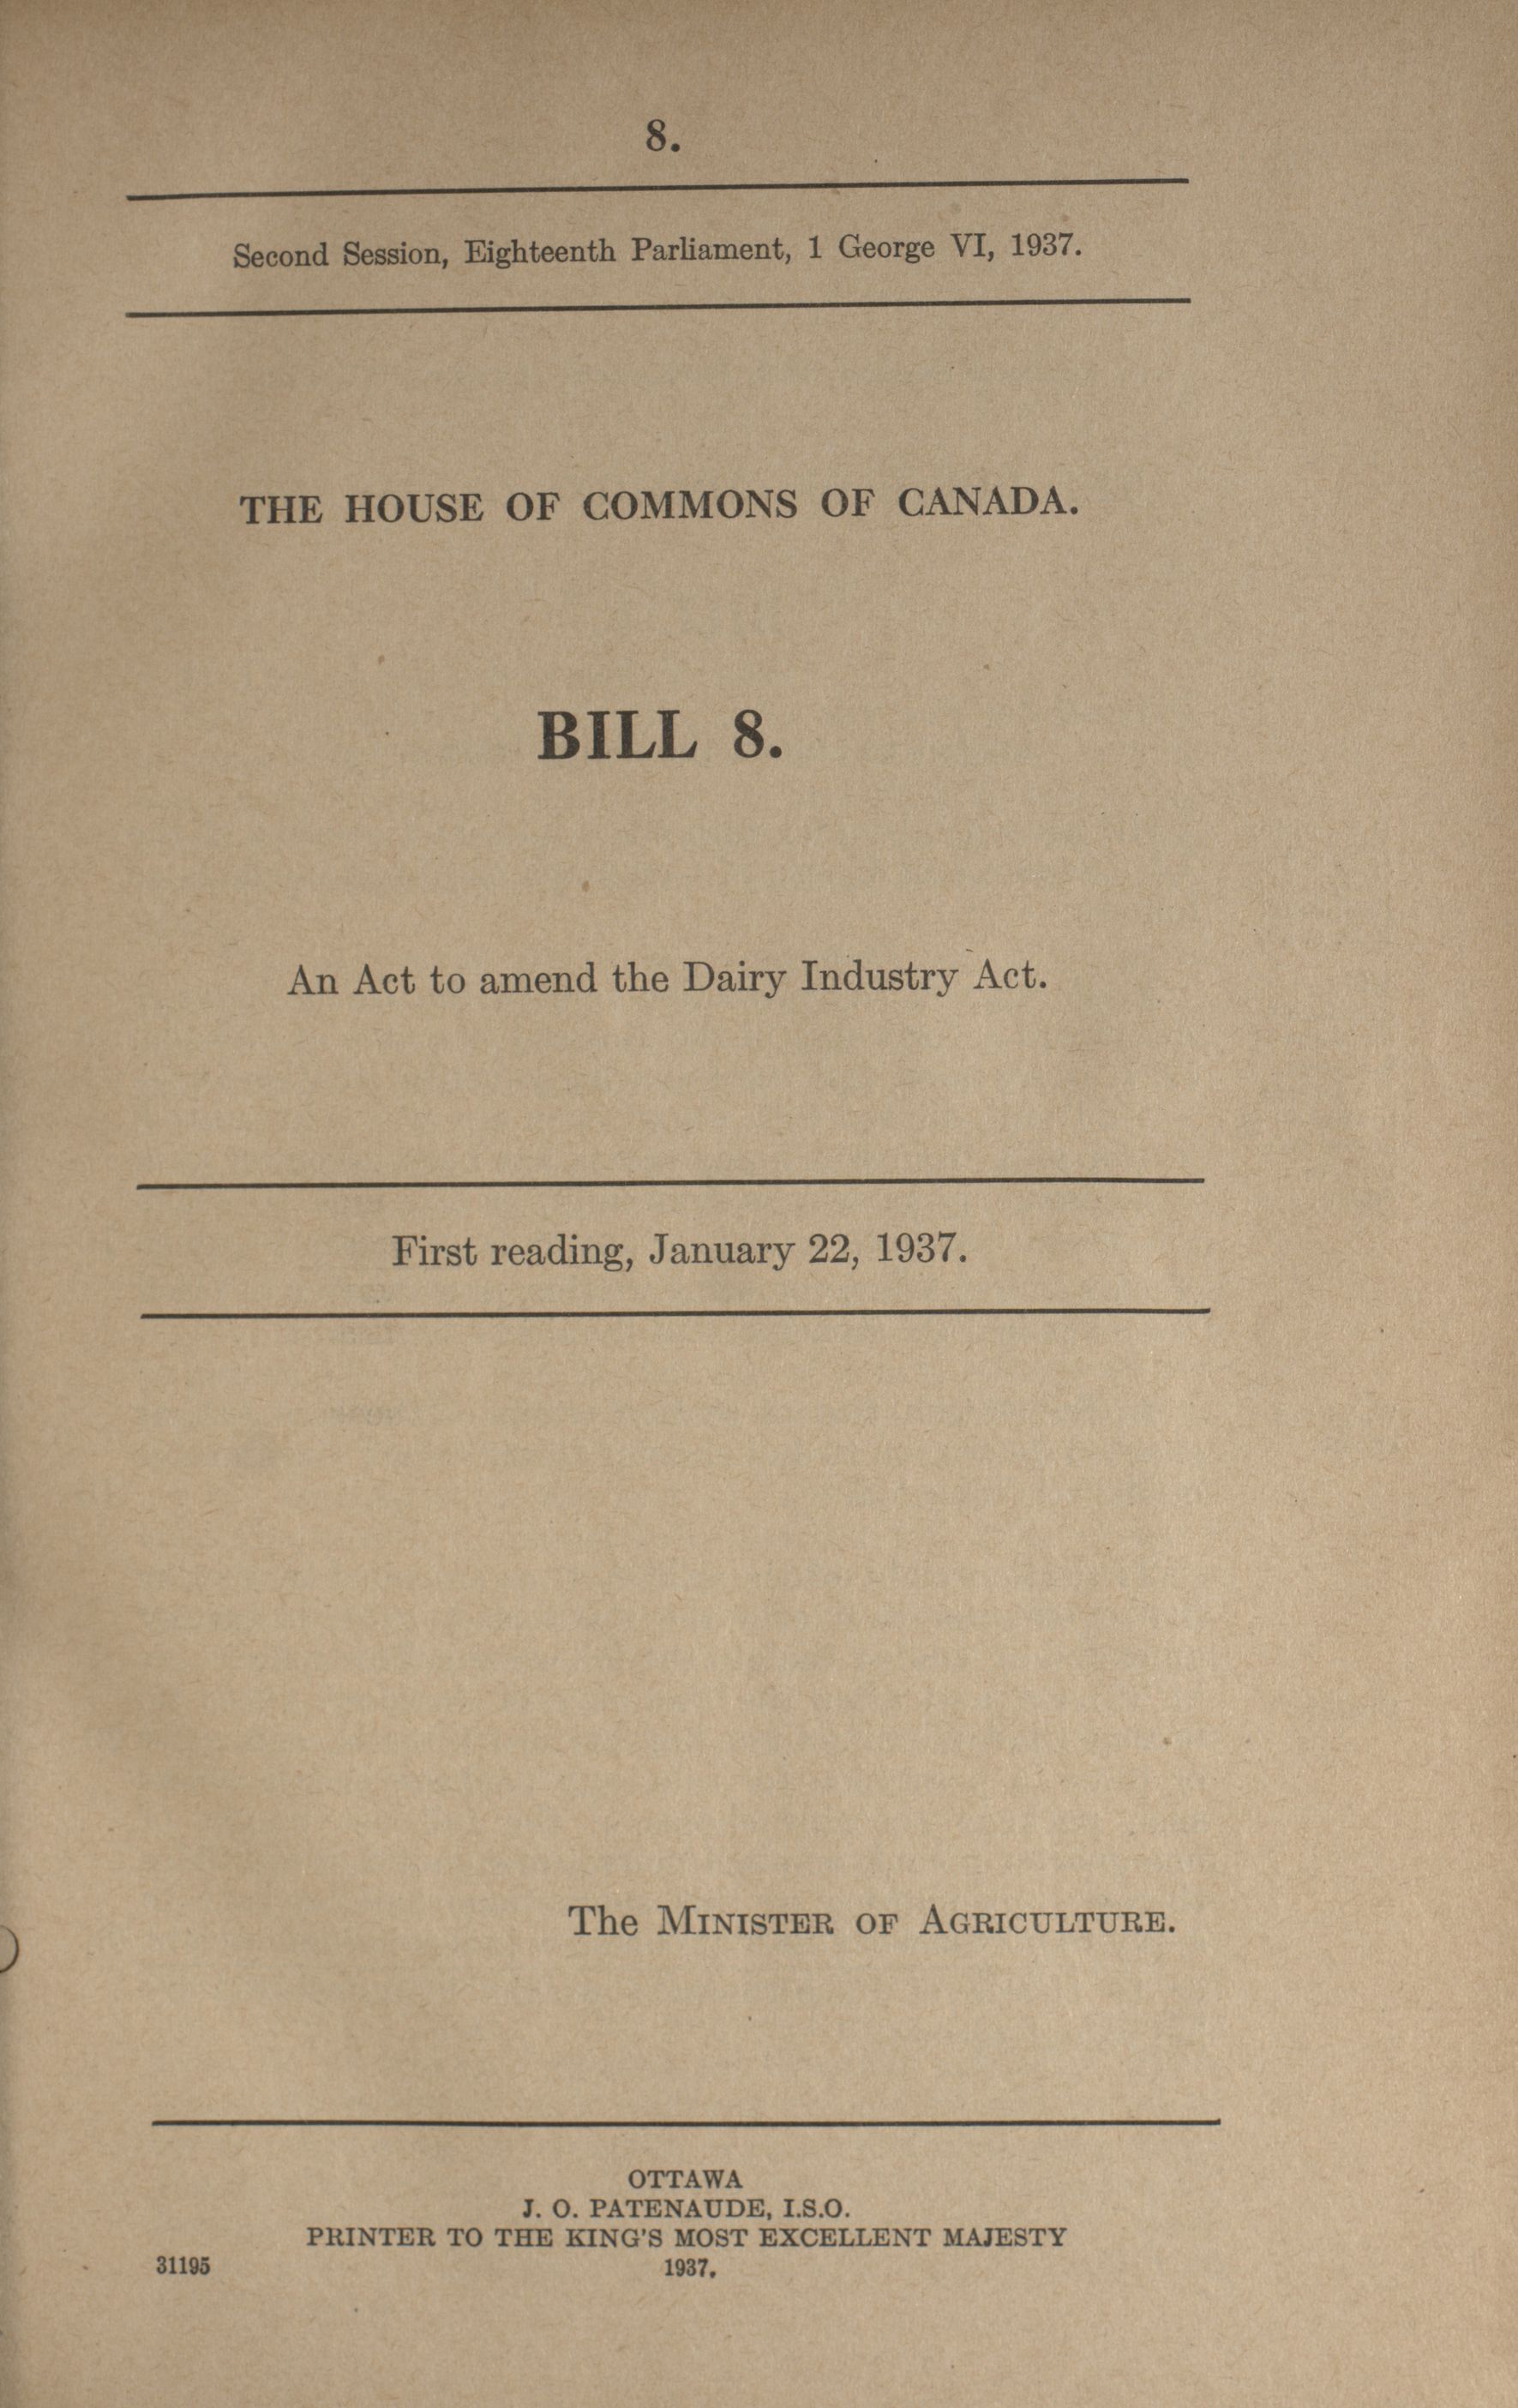 8.
Second Session, Eighteenth Parliament, 1 George VI, 1937.
THE HOUSE OF COMMONS OF CANADA.
BILL 8.
An Act to amend the Dairy Industry Act.
First reading, January 22, 1937.
The MINISTER OF AGRICULTURE.
OTTAWA
J. O. PATENAUDE, I.S.O.
PRINTER TO THE KING'S MOST EXCELLENT MAJESTY
31195 1937.